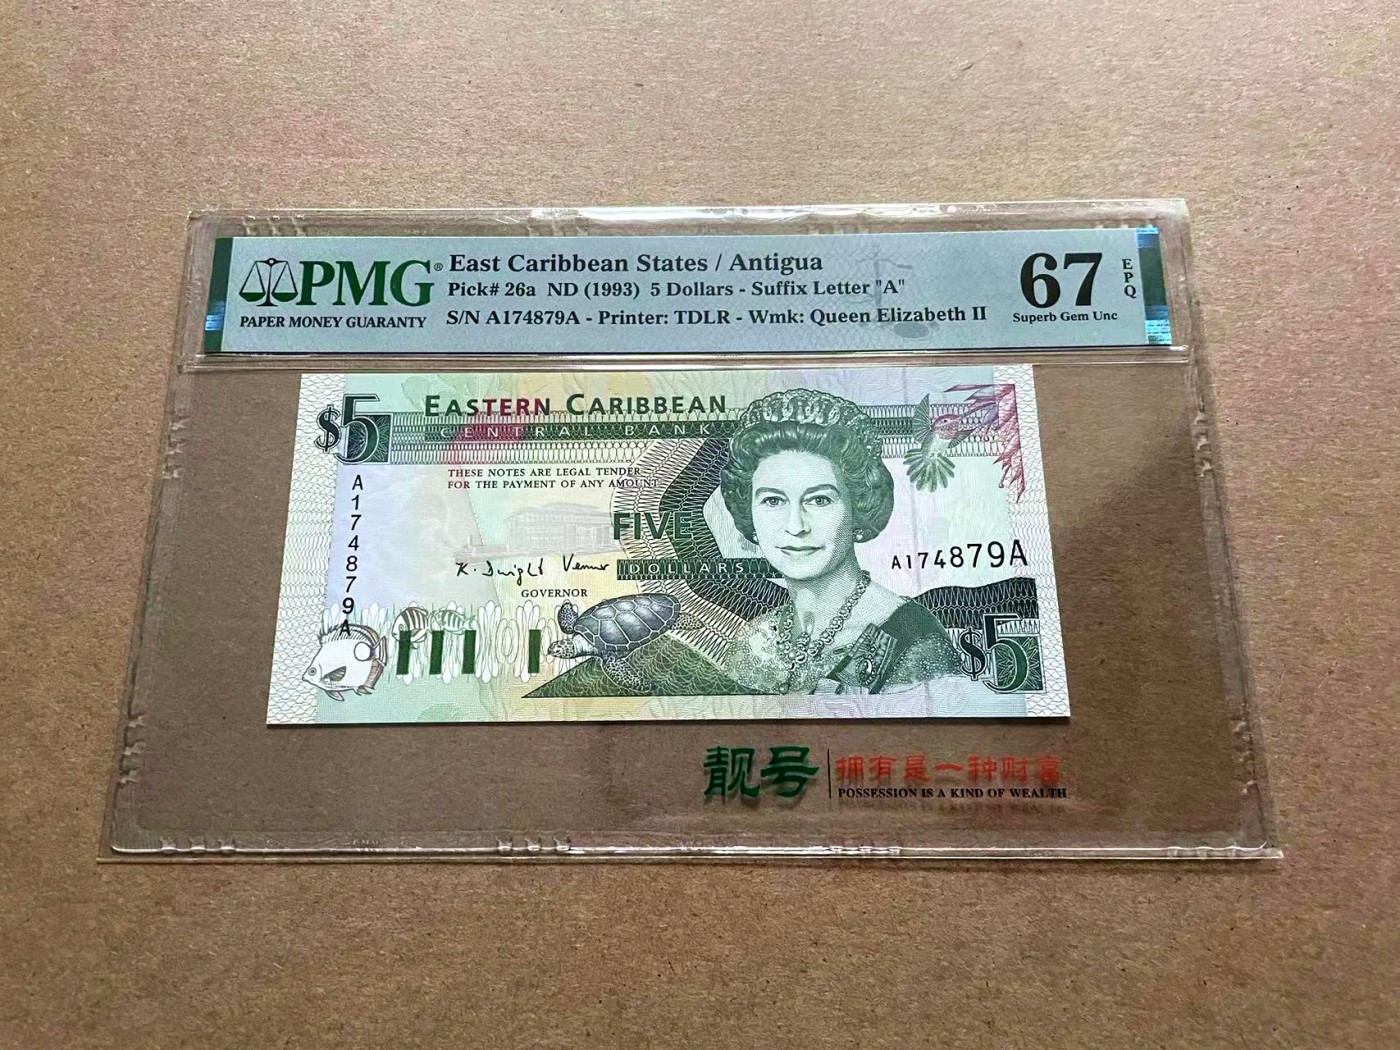 PMG®
PAPER MONEY GUARANTY
East Caribbean States / Antigua
Pick# 26a ND (1993) 5 Dollars - Suffix Letter "A"
S/N A174879A - Printer: TDLR - Wmk: Queen Elizabeth II
67
EPQ
Superb Gem Unc
$5
EASTERN CARIBBEAN
CENTRAL BANK
THESE NOTES ARE LEGAL TENDER
FOR THE PAYMENT OF ANY AMOUNT
A174879A
FIVE
DOLLARS
K. Dwight Venner
GOVERNOR
A174879A
$5
靓号
拥有是一种财富
POSSESSION IS A KIND OF WEALTH